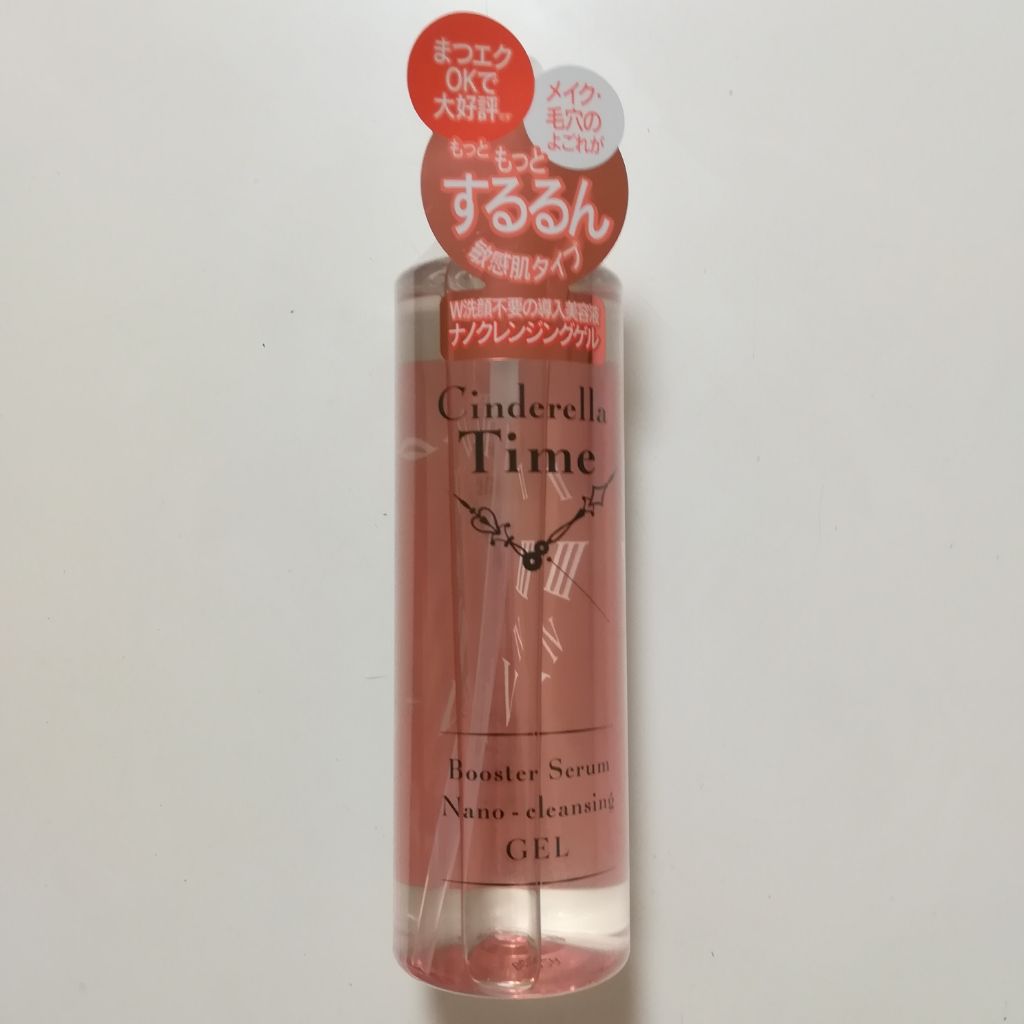 まつエク
OKで
大好評
メイク・
毛穴の
よごれが
もっと もっと
するるん
敏感肌タイプ
W洗顔不要の導入美容液
ナノクレンジングゲル
Cinderella
Time
Booster Serum
Nano-cleansing
GEL